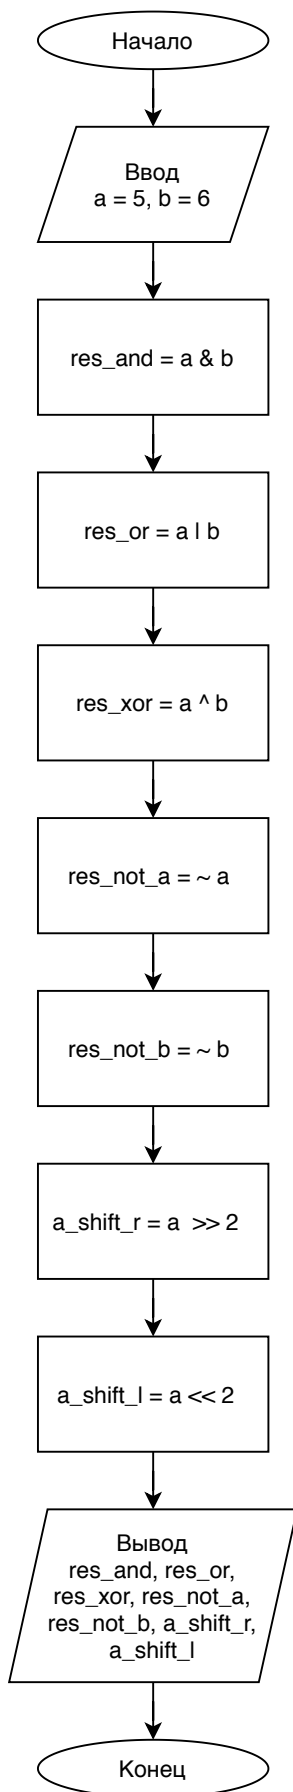 Начало
Ввод
a = 5, b = 6
res_and = a & b
res_or = a | b
res_xor = a ^ b
res_not_a = ~ a
res_not_b = ~ b
a_shift_r = a >> 2
a_shift_l = a << 2
Вывод
res_and, res_or,
res_xor, res_not_a,
res_not_b, a_shift_r,
a_shift_l
Конец